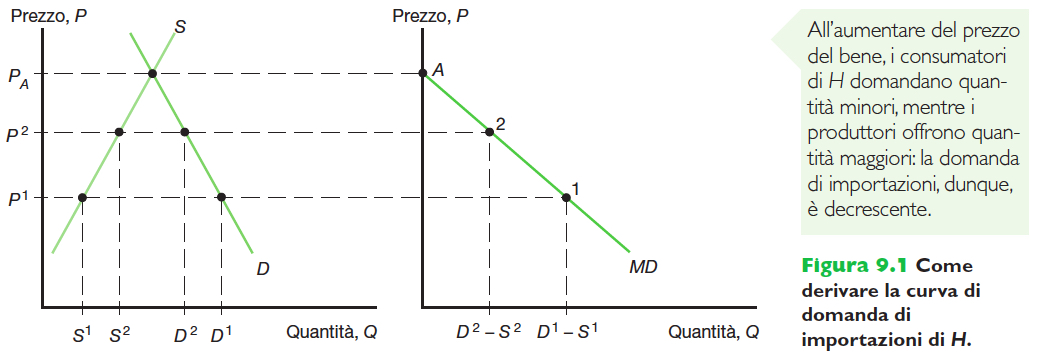 Prezzo, P
S
P_A
P²
P¹
D
S¹ S² D² D¹ Quantità, Q
Prezzo, P
A
2
1
MD
D² – S² D¹ – S¹ Quantità, Q
All'aumentare del prezzo
del bene, i consumatori
di H domandano quan-
tità minori, mentre i
produttori offrono quan-
tità maggiori: la domanda
di importazioni, dunque,
è decrescente.
Figura 9.1 Come
derivare la curva di
domanda di
importazioni di H.